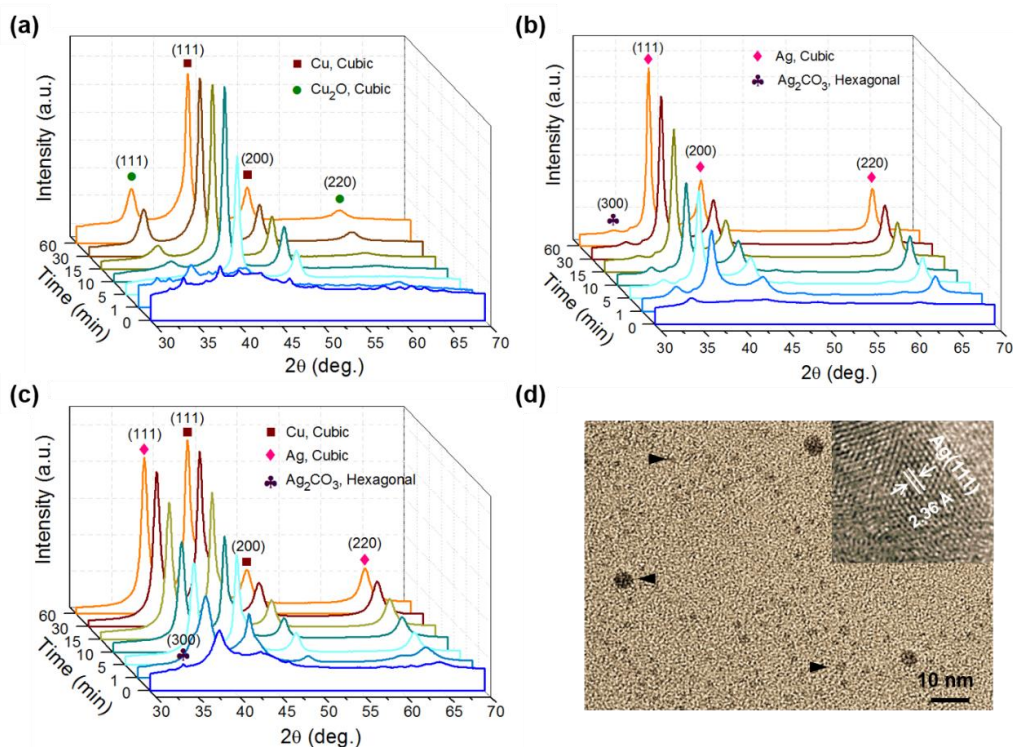 (a)
(111)
Cu, Cubic
Cu₂O, Cubic
(111)
(200)
(220)
Intensity (a.u.)
60
30
15
10
5
1
0
Time (min)
30 35 40 45 50 55 60 65 70
2θ (deg.)
(b)
(111)
Ag, Cubic
Ag₂CO₃, Hexagonal
(200)
(220)
(300)
Intensity (a.u.)
60
30
15
10
5
1
0
Time (min)
30 35 40 45 50 55 60 65 70
2θ (deg.)
(c)
(111)
(111)
Cu, Cubic
Ag, Cubic
Ag₂CO₃, Hexagonal
(200)
(220)
(300)
Intensity (a.u.)
60
30
15
10
5
1
0
Time (min)
30 35 40 45 50 55 60 65 70
2θ (deg.)
(d)
Ag(111)
2.36 Å
10 nm